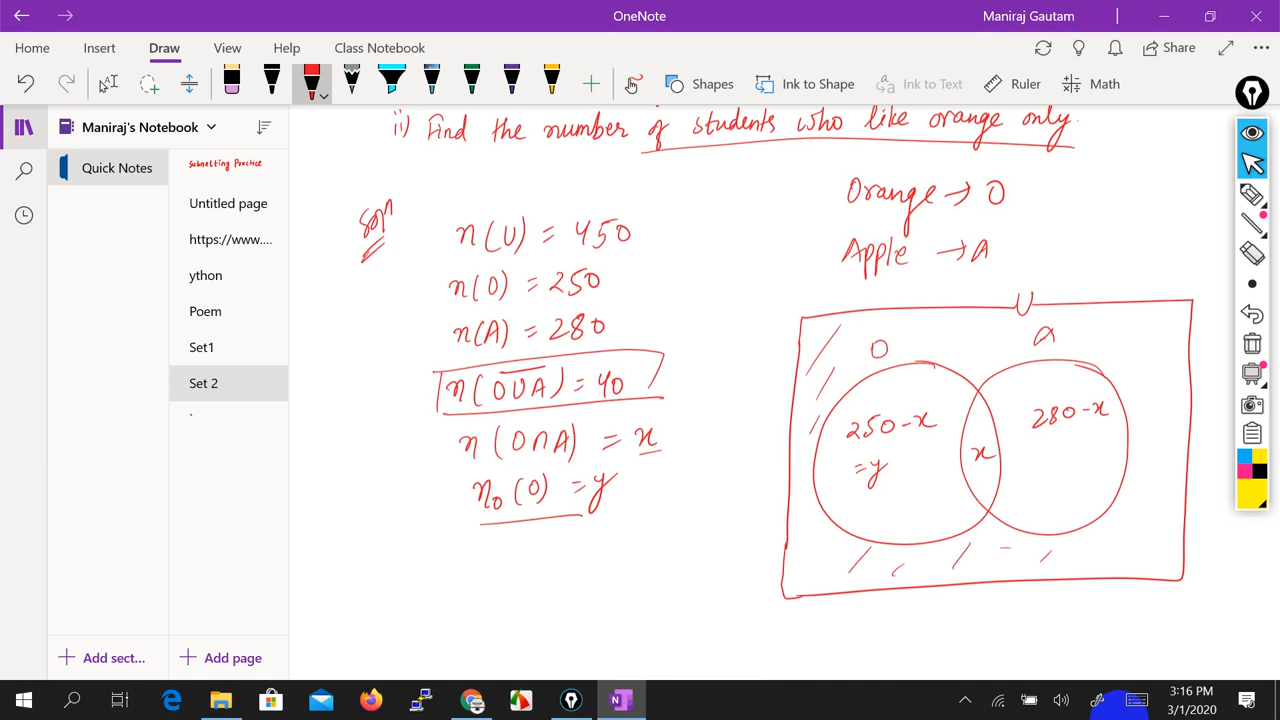 OneNote
Maniraj Gautam
Home Insert Draw View Help Class Notebook
Share
Shapes Ink to Shape Ink to Text Ruler Math
Maniraj's Notebook
Quick Notes
Subnetting Practice
Untitled page
https://www....
ython
Poem
Set1
Set 2
Add sect...
Add page
ii) Find the number of students who like orange only.
Orange → O
Apple → A
Solⁿ
n(U) = 450
n(O) = 250
n(A) = 280
n(O̅U̅A̅) = 40
n(O∩A) = x
n₀(O) = y
U
O
A
250-x
=y
x
280-x
3:16 PM
3/1/2020